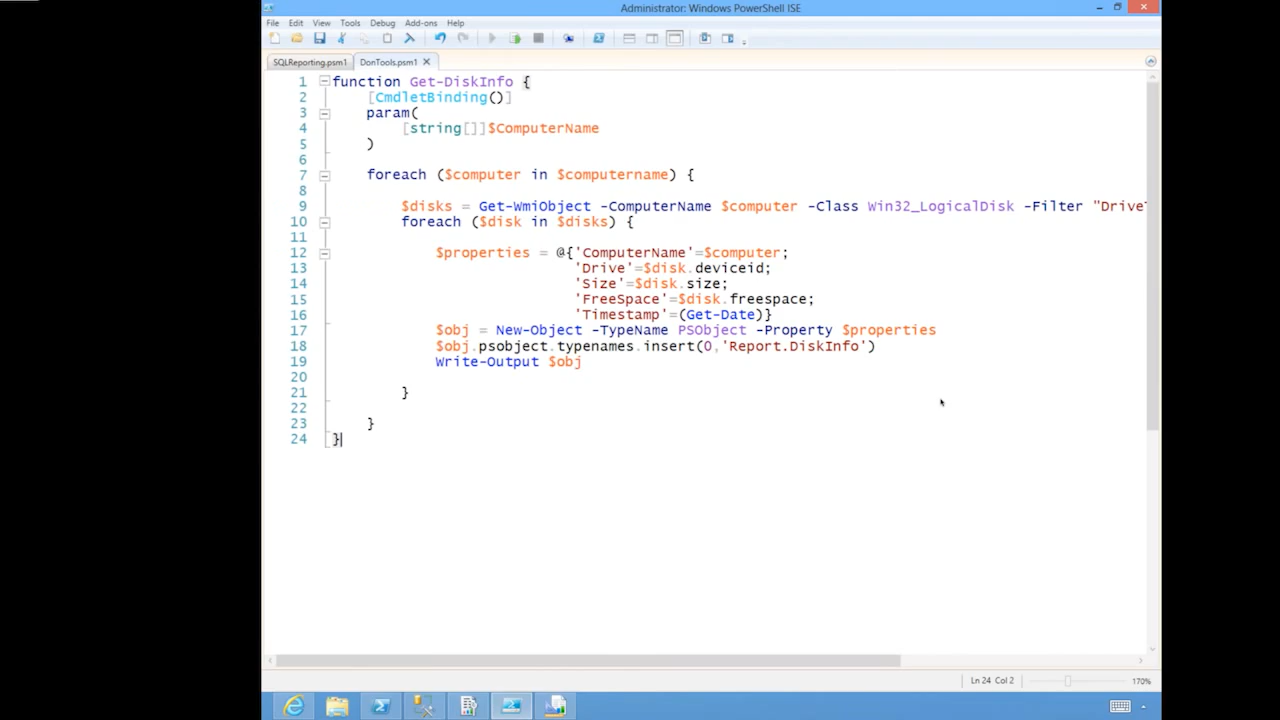 Administrator: Windows PowerShell ISE
File Edit View Tools Debug Add-ons Help
SQLReporting.psm1 DonTools.psm1
1 function Get-DiskInfo {
2 [CmdletBinding()]
3 param(
4 [string[]]$ComputerName
5 )
6
7 foreach ($computer in $computername) {
8
9 $disks = Get-WmiObject -ComputerName $computer -Class Win32_LogicalDisk -Filter "Drive
10 foreach ($disk in $disks) {
11
12 $properties = @{'ComputerName'=$computer;
13 'Drive'=$disk.deviceid;
14 'Size'=$disk.size;
15 'FreeSpace'=$disk.freespace;
16 'Timestamp'=(Get-Date)}
17 $obj = New-Object -TypeName PSObject -Property $properties
18 $obj.psobject.typenames.insert(0,'Report.DiskInfo')
19 Write-Output $obj
20
21 }
22
23 }
24 }
Ln 24 Col 2 170%